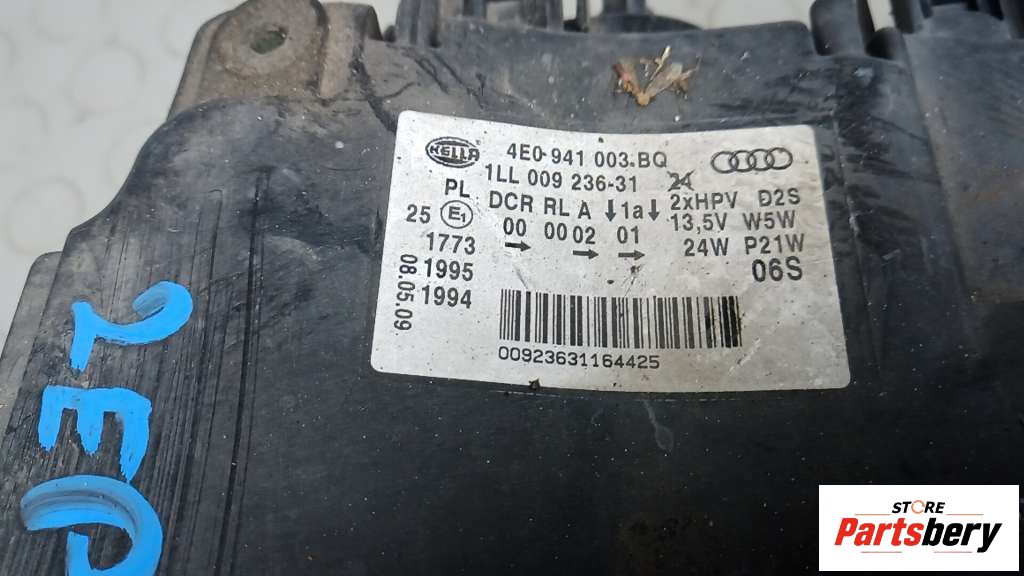 HELLA
4E0 941 003.BQ
1LL 009 236-31 24
PL DCR RL A ↓1a↓ 2xHPV D2S
25 E1 00 00 02 01 13,5V W5W
1773 → → → 24W P21W
1995 06S
1994
08.05.09
00923631164425
STORE
Partsbery